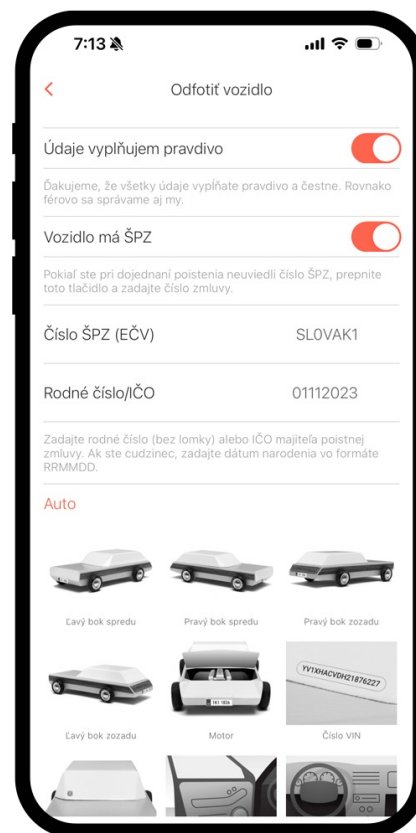 7:13
Odfotiť vozidlo
Údaje vyplňujem pravdivo
Ďakujeme, že všetky údaje vypĺňate pravdivo a čestne. Rovnako
férovo sa správame aj my.
Vozidlo má ŠPZ
Pokiaľ ste pri dojednaní poistenia neuviedli číslo ŠPZ, prepnite
toto tlačidlo a zadajte číslo zmluvy.
Číslo ŠPZ (EČV) SL0VAK1
Rodné číslo/IČO 01112023
Zadajte rodné číslo (bez lomky) alebo IČO majiteľa poistnej
zmluvy. Ak ste cudzinec, zadajte dátum narodenia vo formáte
RRMMDD.
Auto
Ľavý bok spredu Pravý bok spredu Pravý bok zozadu
YV1XHACVDH21876227
Ľavý bok zozadu Motor Číslo VIN